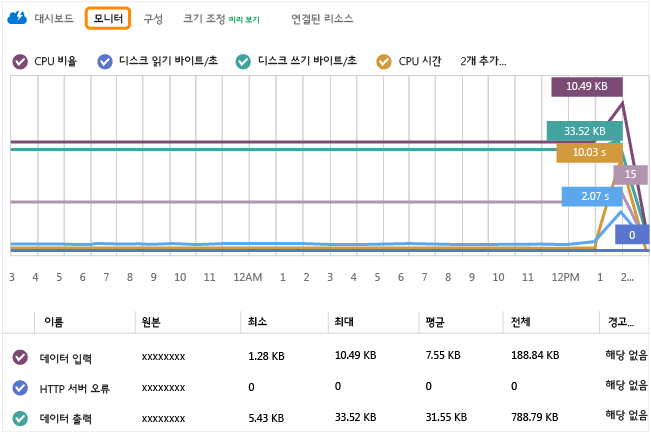 대시보드 모니터 구성 크기 조정 미리 보기 연결된 리소스
CPU 비율 디스크 읽기 바이트/초 디스크 쓰기 바이트/초 CPU 시간 2개 추가...
10.49 KB
33.52 KB
10.03 s
15
2.07 s
0
3 4 5 6 7 8 9 10 11 12AM 1 2 3 4 5 6 7 8 9 10 11 12PM 1 2...
이름 원본 최소 최대 평균 전체 경고...
데이터 입력 xxxxxxxx 1.28 KB 10.49 KB 7.55 KB 188.84 KB 해당 없음
HTTP 서버 오류 xxxxxxxx 0 0 0 0 해당 없음
데이터 출력 xxxxxxxx 5.43 KB 33.52 KB 31.55 KB 788.79 KB 해당 없음